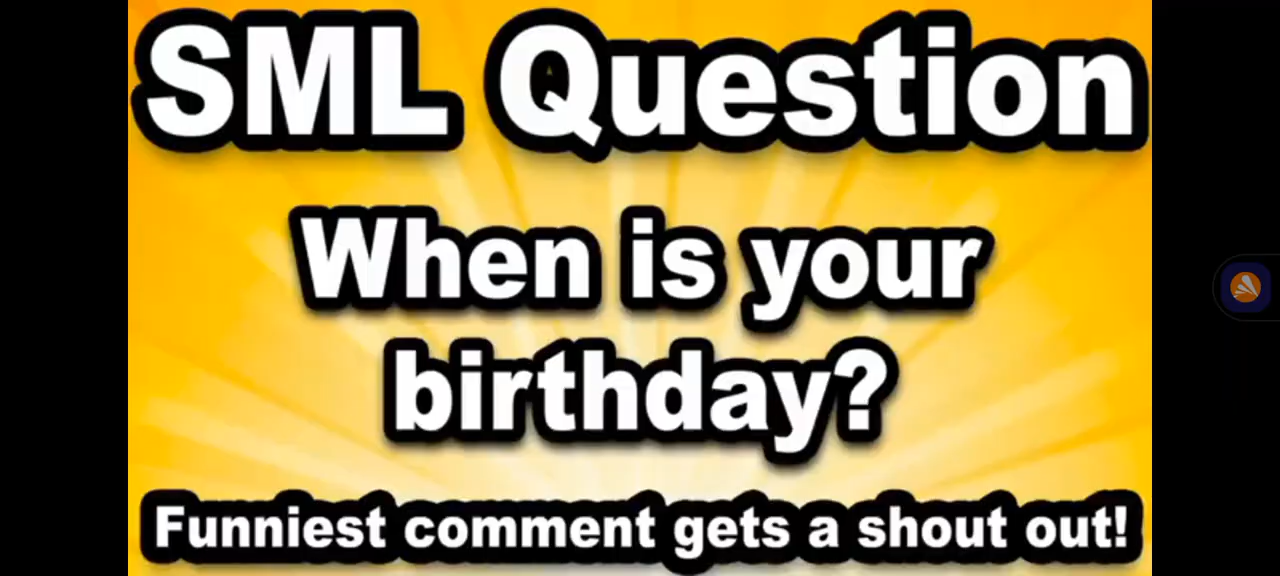 SML Question
When is your
birthday?
Funniest comment gets a shout out!